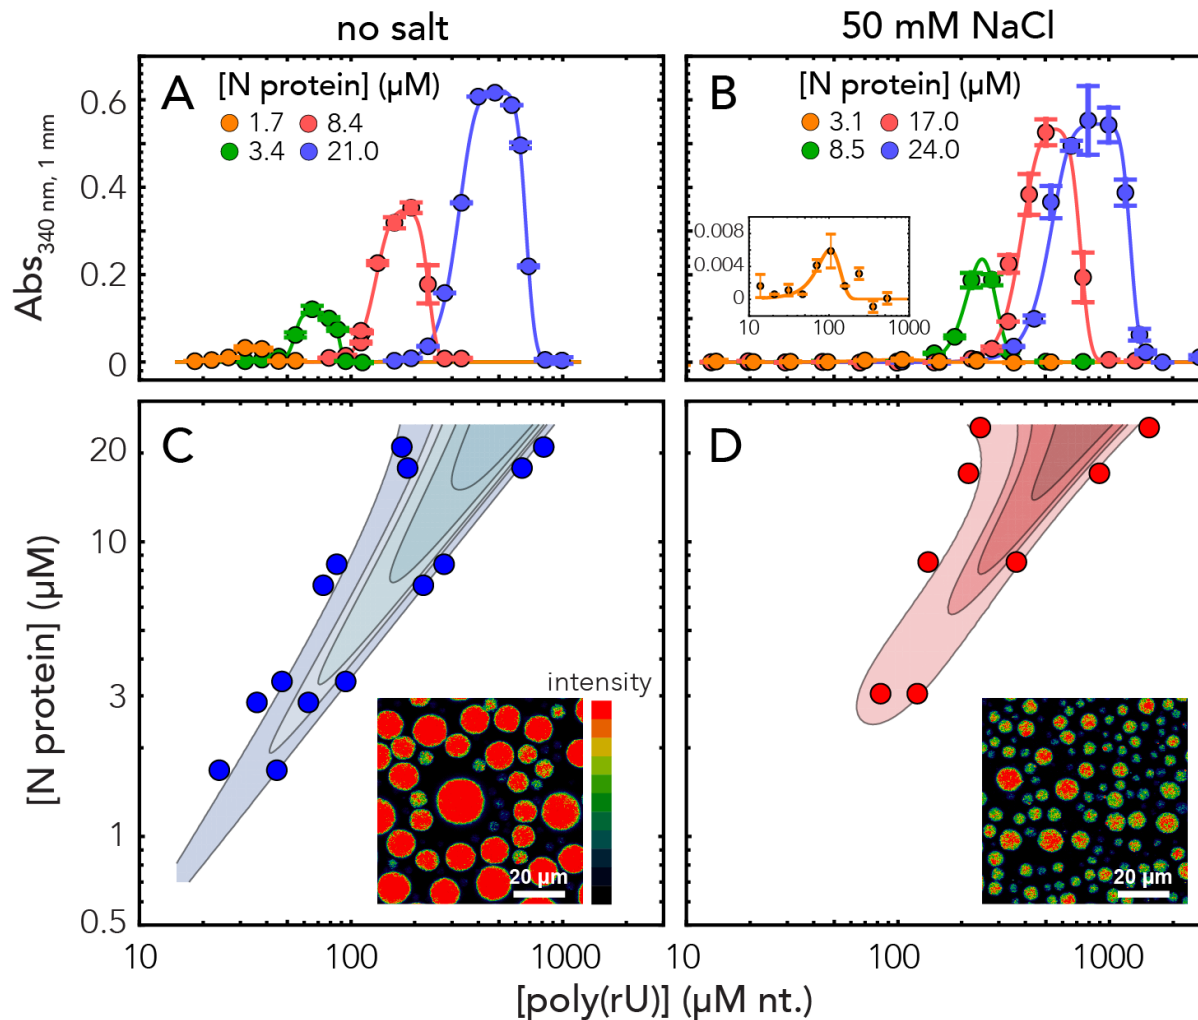 no salt
50 mM NaCl
A
[N protein] (µM)
1.7
8.4
3.4
21.0
B
[N protein] (µM)
3.1
17.0
8.5
24.0
Abs340 nm, 1 mm
0.6
0.4
0.2
0
0.008
0.004
0
10
100
1000
C
D
[N protein] (µM)
20
10
3
1
0.5
intensity
20 µm
20 µm
10
100
1000
10
100
1000
[poly(rU)] (µM nt.)